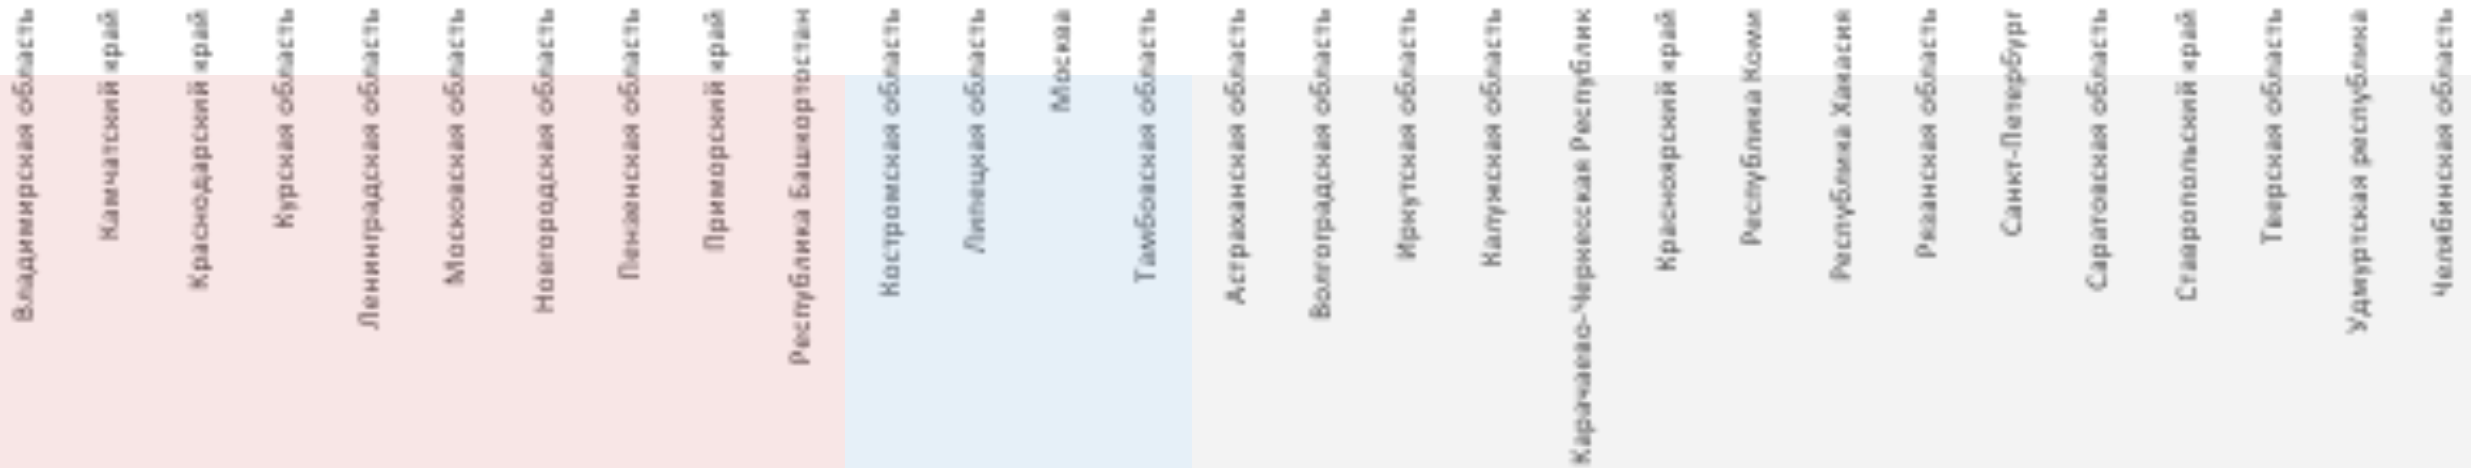 Владимирская область
Камчатский край
Краснодарский край
Курская область
Ленинградская область
Московская область
Новгородская область
Пензенская область
Приморский край
Республика Башкортостан
Костромская область
Липецкая область
Москва
Тамбовская область
Астраханская область
Волгоградская область
Иркутская область
Калужская область
Карачаево-Черкесская Республик
Красноярский край
Республика Коми
Республика Хакасия
Рязанская область
Санкт-Петербург
Саратовская область
Ставропольский край
Тверская область
Удмуртская республика
Челябинская область